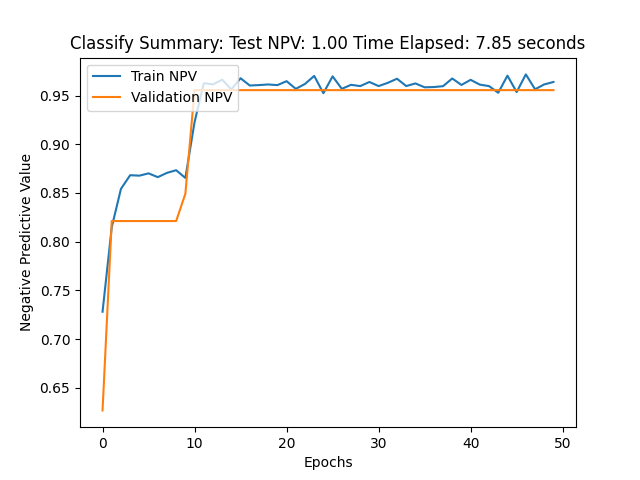 Classify Summary: Test NPV: 1.00 Time Elapsed: 7.85 seconds
Train NPV
Validation NPV
Negative Predictive Value
0.95
0.90
0.85
0.80
0.75
0.70
0.65
0 10 20 30 40 50
Epochs